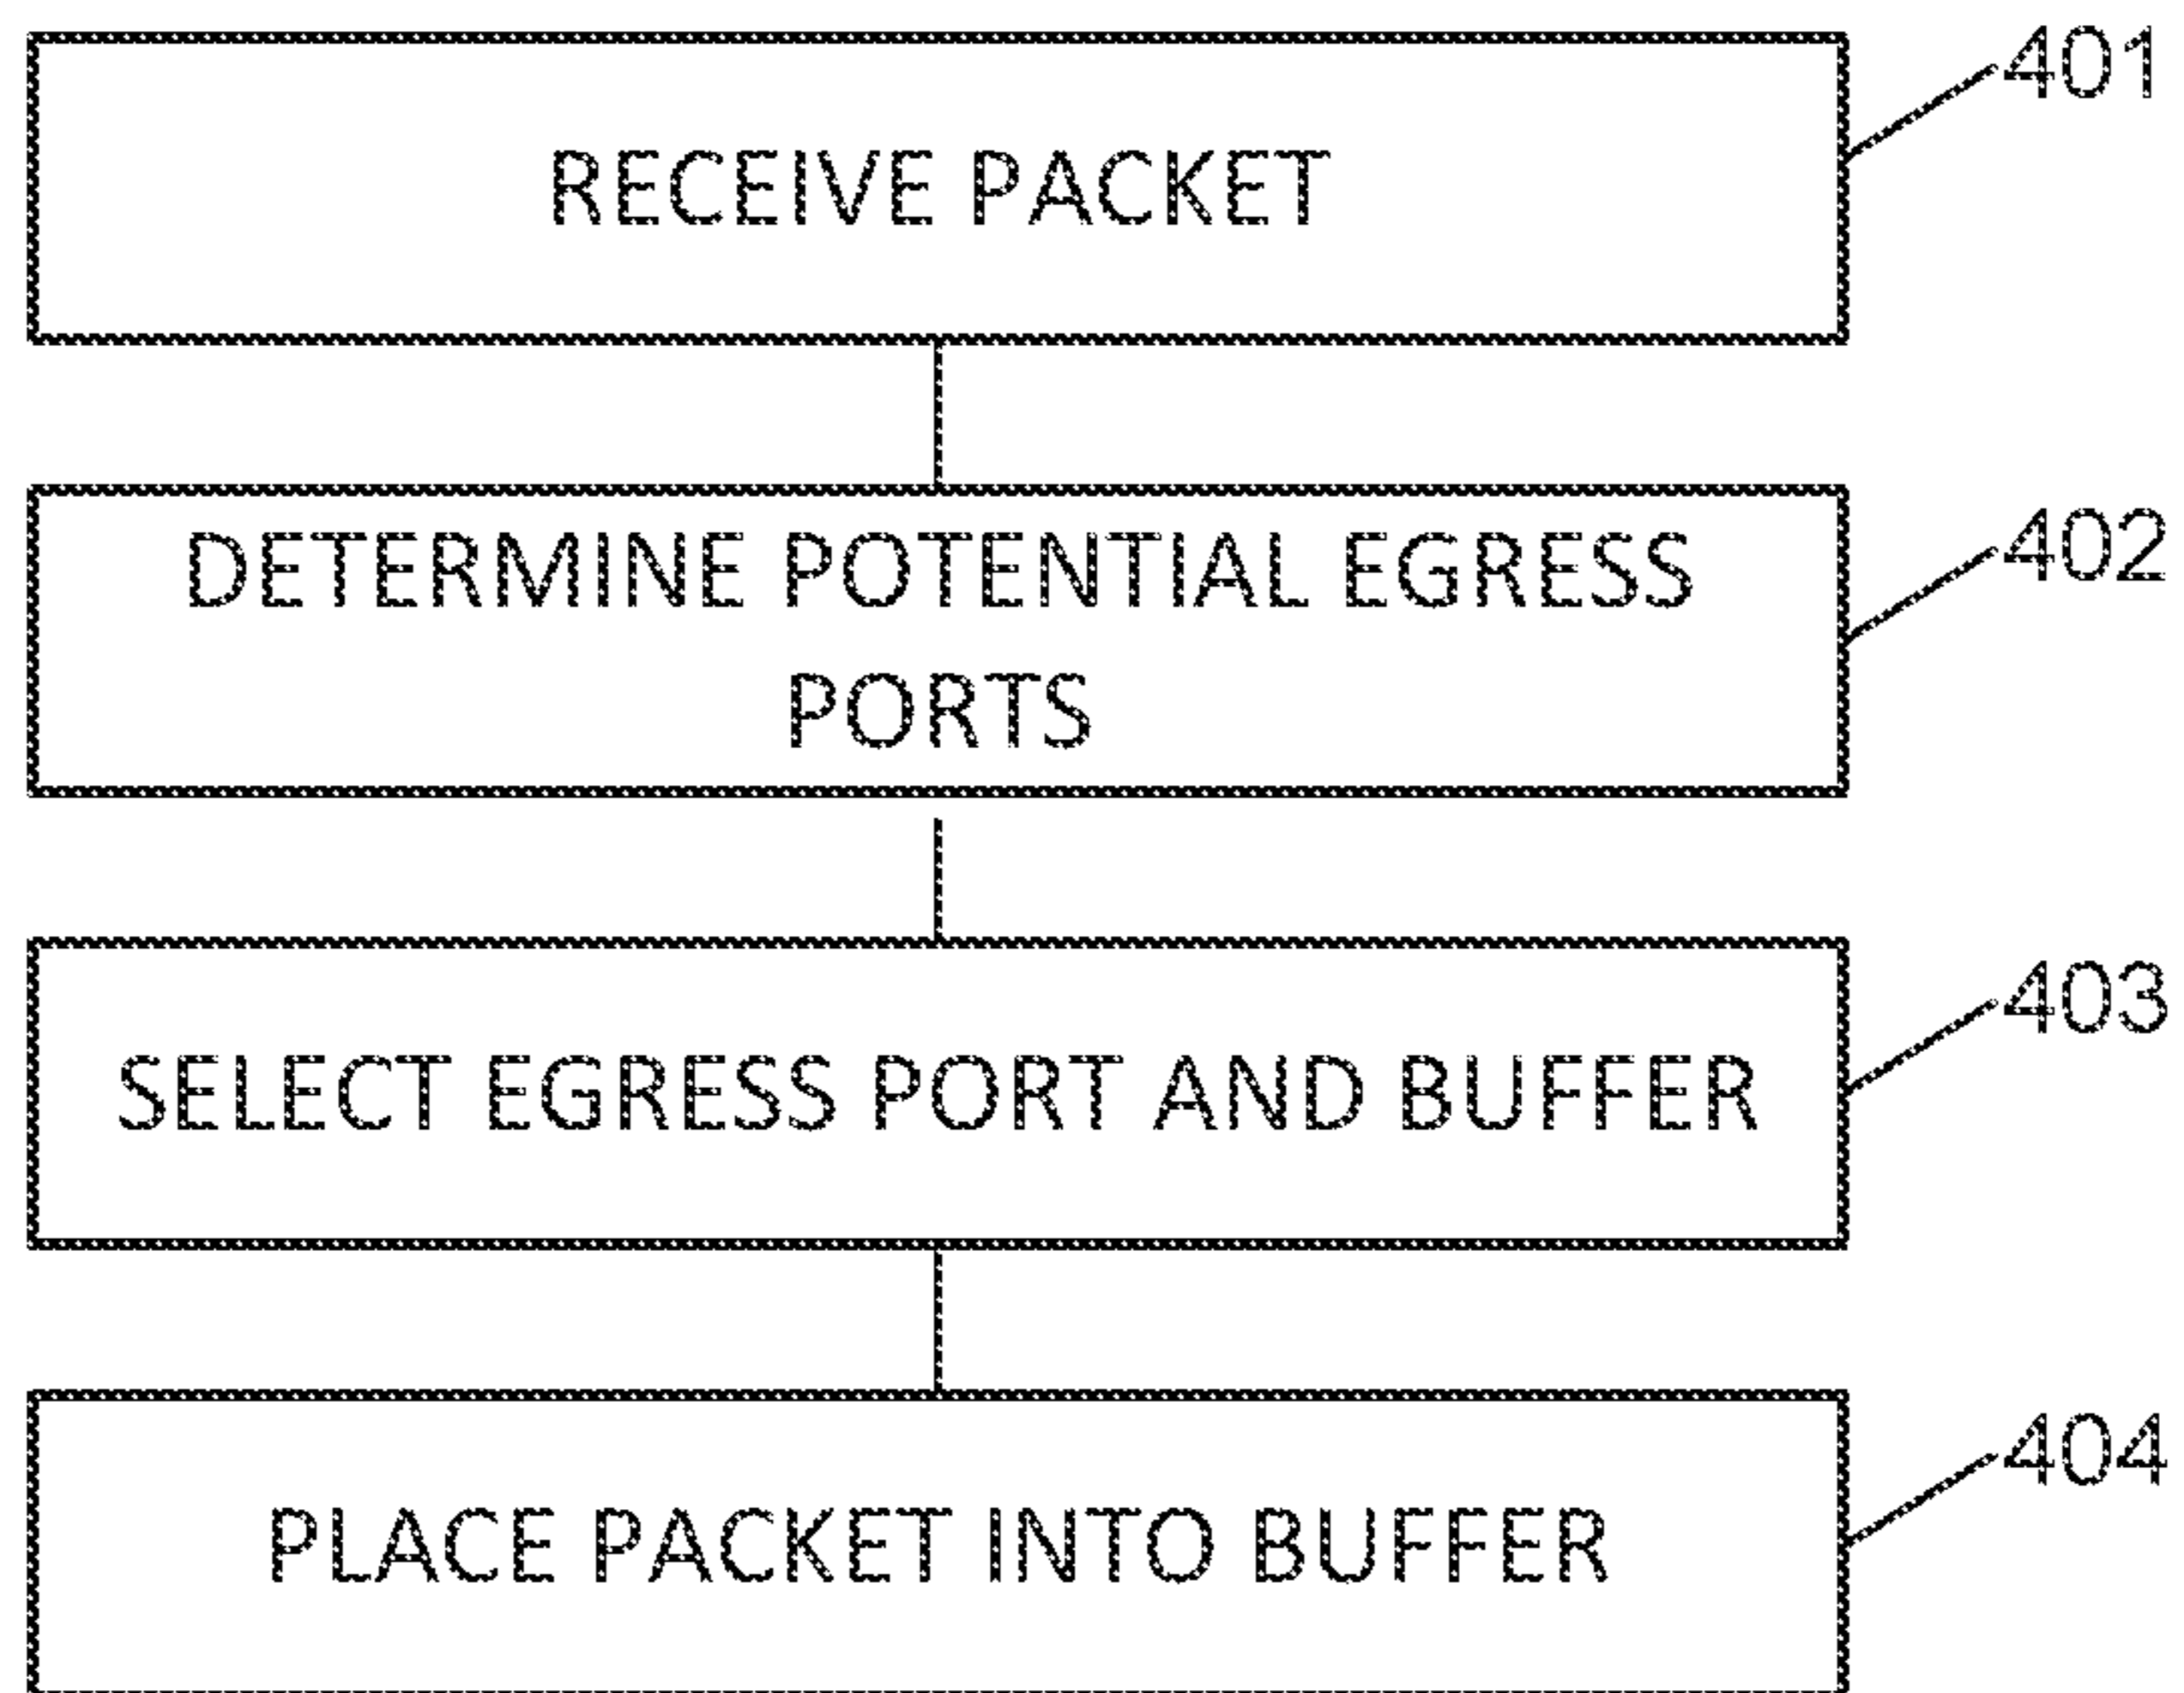 401
RECEIVE PACKET
402
DETERMINE POTENTIAL EGRESS
PORTS
403
SELECT EGRESS PORT AND BUFFER
404
PLACE PACKET INTO BUFFER